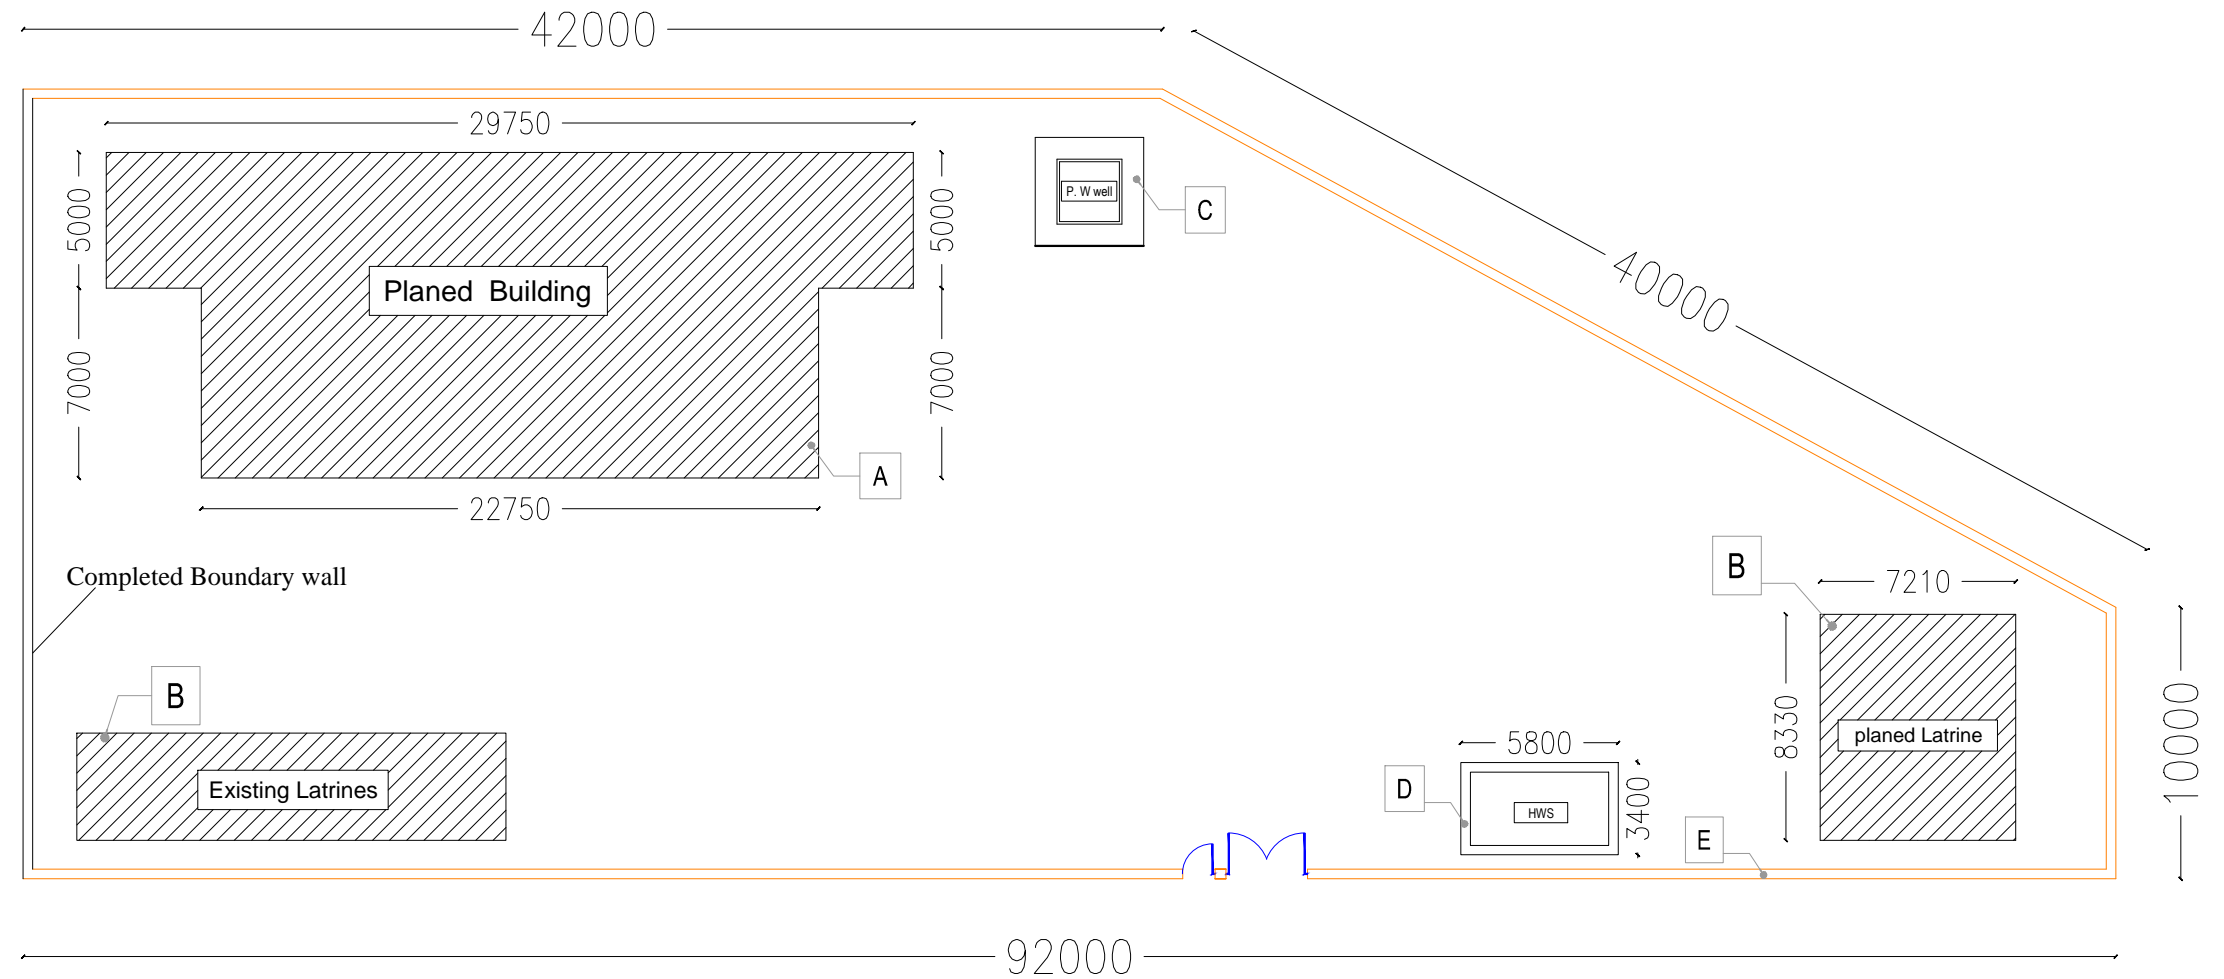 42000
29750
5000
5000
P. W well
C
40000
Planed  Building
7000
7000
A
22750
Completed Boundary wall
B
7210
B
8330
planed Latrine
10000
5800
D
HWS
3400
E
Existing Latrines
92000